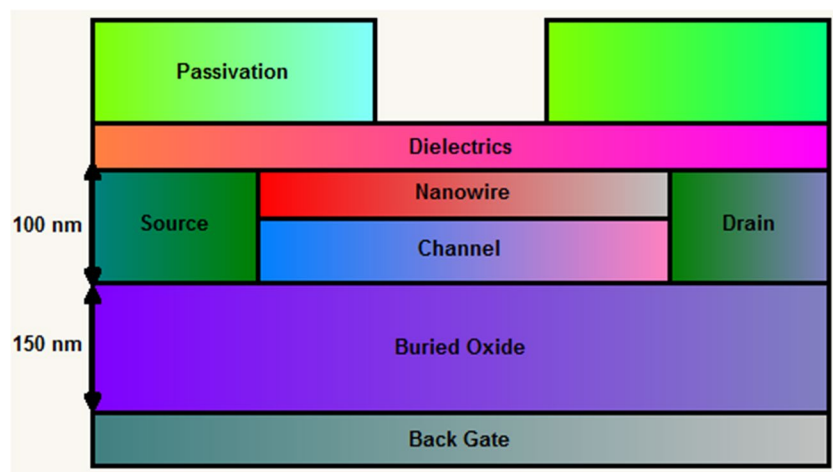 Passivation
Dielectrics
Nanowire
100 nm
Source
Drain
Channel
150 nm
Buried Oxide
Back Gate